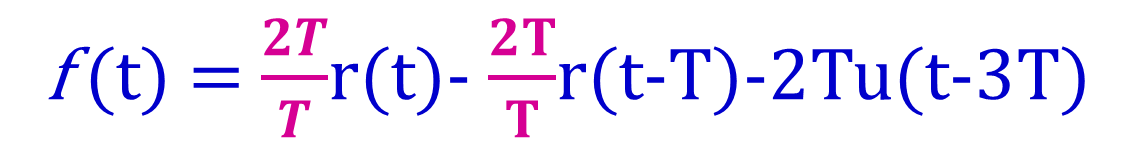 f(t) = 2T/T r(t)- 2T/T r(t-T)-2Tu(t-3T)